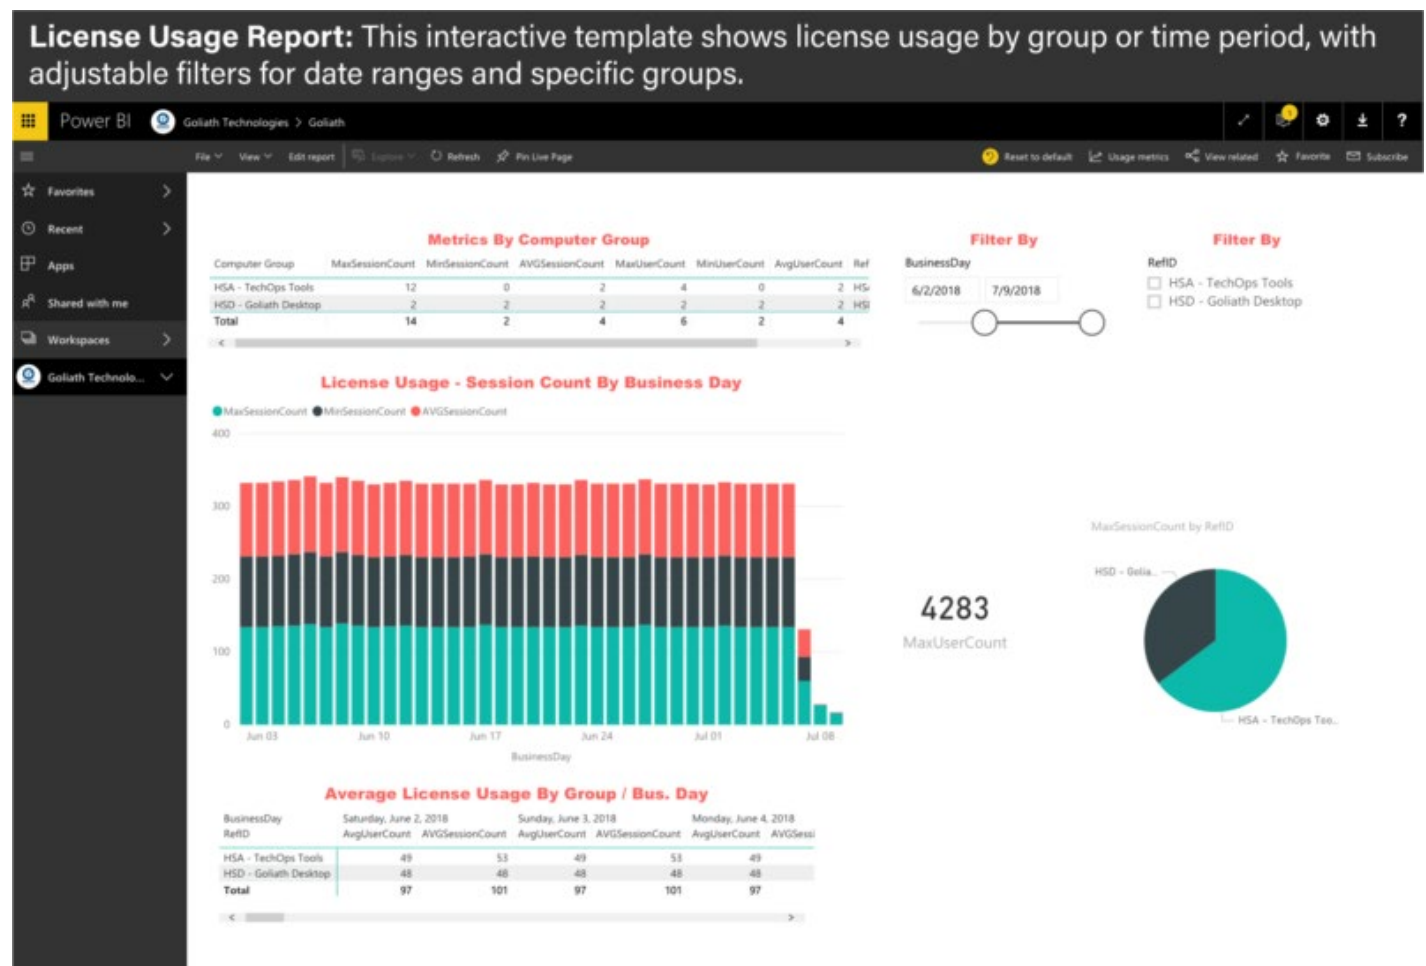 License Usage Report: This interactive template shows license usage by group or time period, with
adjustable filters for date ranges and specific groups.
Power BI Goliath Technologies > Goliath 1 ?
File View Edit report Explore Refresh Pin Live Page Reset to default Usage metrics View related Favorite Subscribe
Favorites
Recent
Apps
Shared with me
Workspaces
Goliath Technolo...
Metrics By Computer Group
Computer Group MaxSessionCount MinSessionCount AVGSessionCount MaxUserCount MinUserCount AvgUserCount Ref
HSA - TechOps Tools 12 0 2 4 0 2 HS
HSD - Goliath Desktop 2 2 2 2 2 2 HS
Total 14 2 4 6 2 4
Filter By
BusinessDay
6/2/2018 7/9/2018
Filter By
RefID
HSA - TechOps Tools
HSD - Goliath Desktop
License Usage - Session Count By Business Day
MaxSessionCount MinSessionCount AVGSessionCount
400
300
200
100
0
Jun 03 Jun 10 Jun 17 Jun 24 Jul 01 Jul 08
BusinessDay
4283
MaxUserCount
MaxSessionCount by RefID
HSD - Golia...
HSA - TechOps Too...
Average License Usage By Group / Bus. Day
BusinessDay Saturday, June 2, 2018 Sunday, June 3, 2018 Monday, June 4, 2018
RefID AvgUserCount AVGSessionCount AvgUserCount AVGSessionCount AvgUserCount AVGSessi
HSA - TechOps Tools 49 53 49 53 49
HSD - Goliath Desktop 48 48 48 48 48
Total 97 101 97 101 97